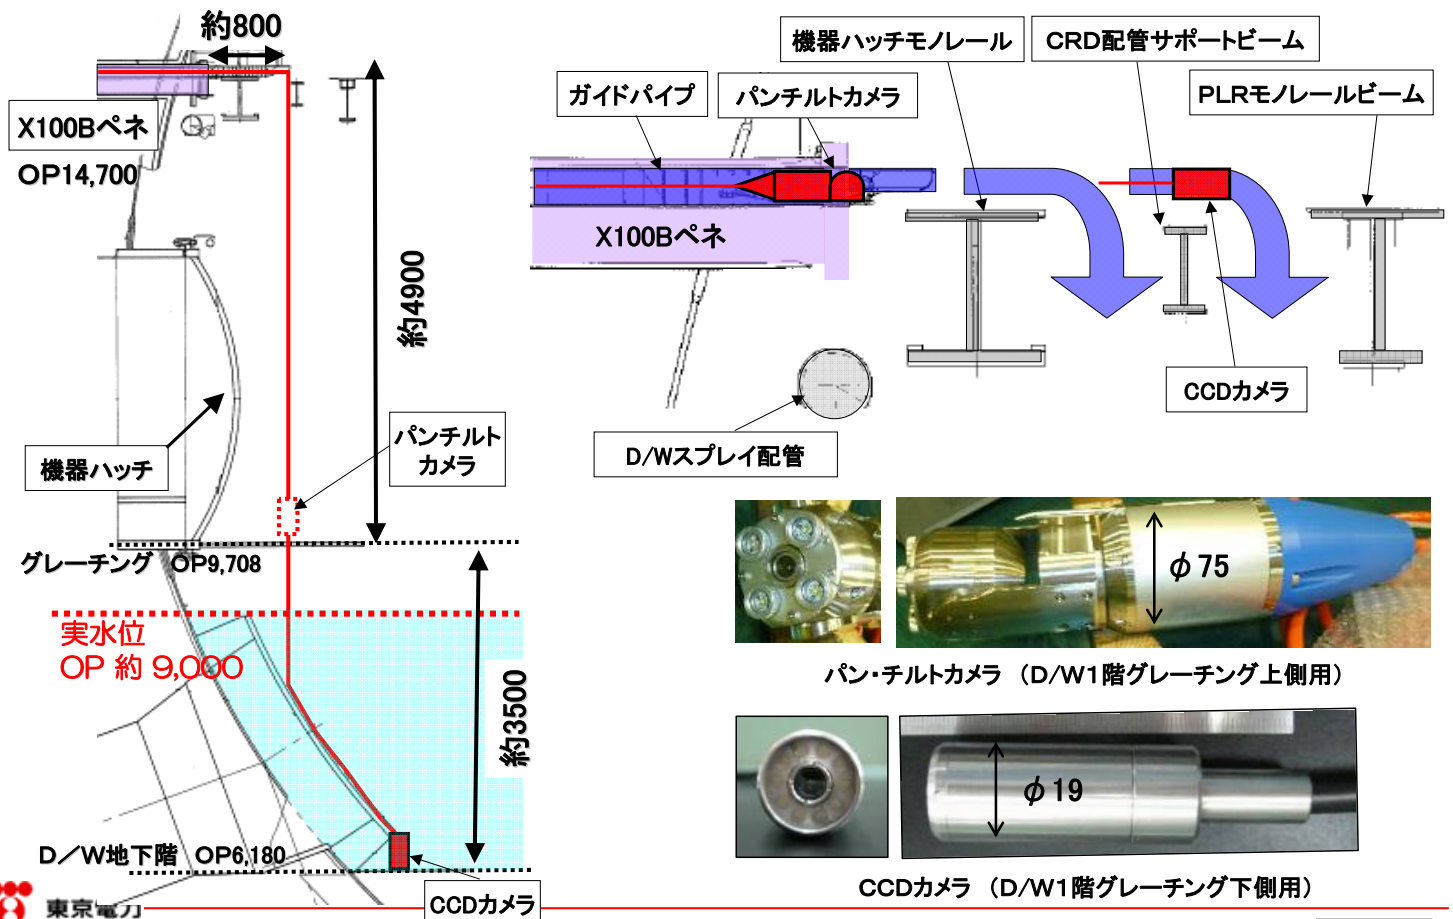 約800
X100Bペネ
OP14,700
約4900
機器ハッチ
パンチルト
カメラ
グレーチング OP9,708
実水位
OP 約 9,000
約3500
D/W地下階 OP6,180
CCDカメラ
東京電力
機器ハッチモノレール
CRD配管サポートビーム
ガイドパイプ
パンチルトカメラ
PLRモノレールビーム
X100Bペネ
CCDカメラ
D/Wスプレイ配管
φ75
パン・チルトカメラ (D/W1階グレーチング上側用)
φ19
CCDカメラ (D/W1階グレーチング下側用)